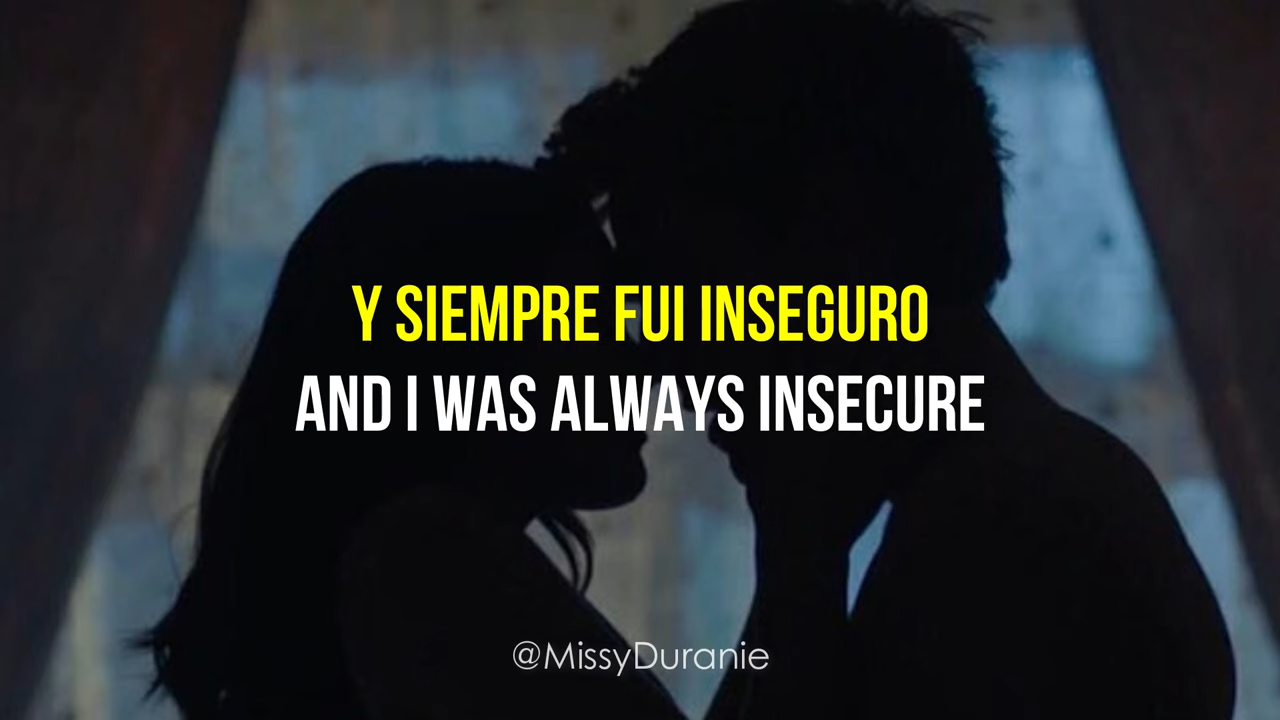 Y SIEMPRE FUI INSEGURO
AND I WAS ALWAYS INSECURE
@MissyDuranie